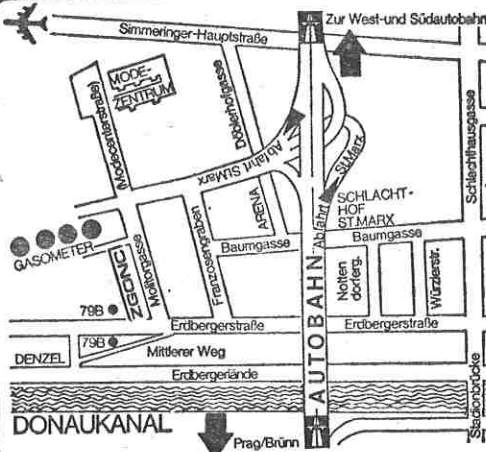 Zur West-und Südautobahn
Simmeringer-Hauptstraße
MODE-
ZENTRUM
(Modecenterstraße)
Döblerhofgasse
Schlachthausgasse
Abfahrt St.Marx
Abfahrt St.Marx
SCHLACHT-
HOF
ST.MARX
ARENA
Baumgasse
Baumgasse
GASOMETER
ZGONC
Molitorgasse
Franzosengraben
Notten
dorferg.
Würzlerstr.
79B
Erdbergerstraße
Erdbergerstraße
79B
DENZEL
Mittlerer Weg
AUTOBAHN
Erdbergerlände
Stadionbrücke
DONAUKANAL
Prag/Brünn